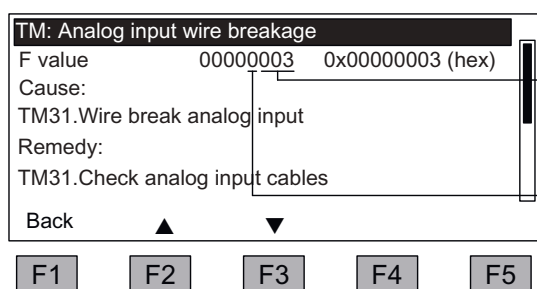 TM: Analog input wire breakage
F value 00000003 0x00000003 (hex)
Cause:
TM31.Wire break analog input
Remedy:
TM31.Check analog input cables
Back ▲ ▼
F1 F2 F3 F4 F5